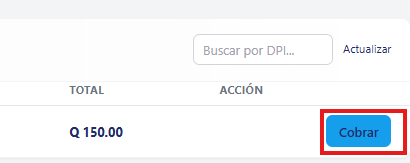 Buscar por DPI... Actualizar
TOTAL ACCIÓN
Q 150.00 Cobrar